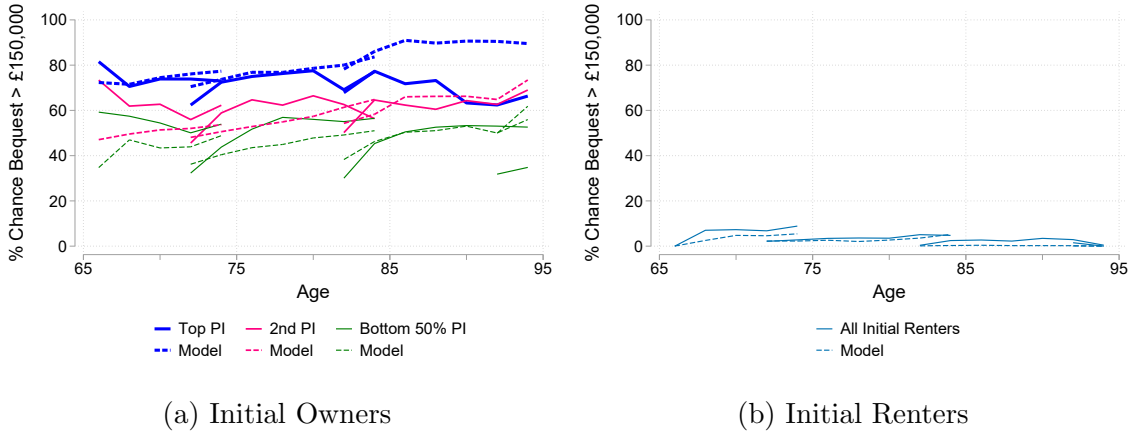 % Chance Bequest > £150,000
100
80
60
40
20
0
65
75
85
95
Age
Top PI
2nd PI
Bottom 50% PI
Model
Model
Model
(a) Initial Owners
% Chance Bequest > £150,000
100
80
60
40
20
0
65
75
85
95
Age
All Initial Renters
Model
(b) Initial Renters